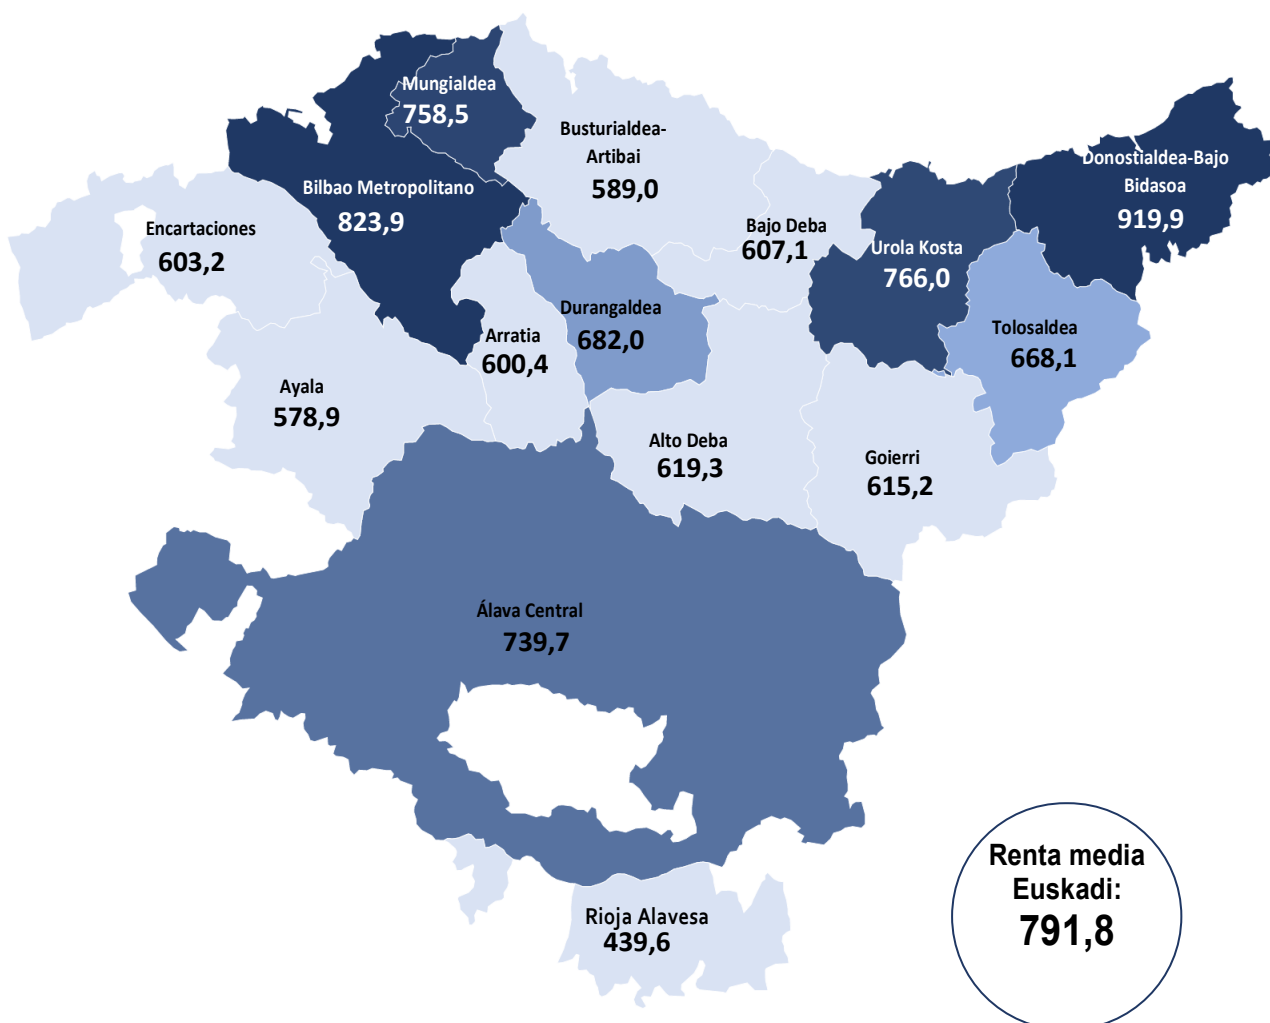 Mungialdea
758,5
Busturialdea-
Artibai
589,0
Donostialdea-Bajo
Bidasoa
919,9
Bilbao Metropolitano
823,9
Encartaciones
603,2
Bajo Deba
607,1
Urola Kosta
766,0
Durangaldea
682,0
Arratia
600,4
Tolosaldea
668,1
Ayala
578,9
Alto Deba
619,3
Goierri
615,2
Álava Central
739,7
Rioja Alavesa
439,6
Renta media
Euskadi:
791,8